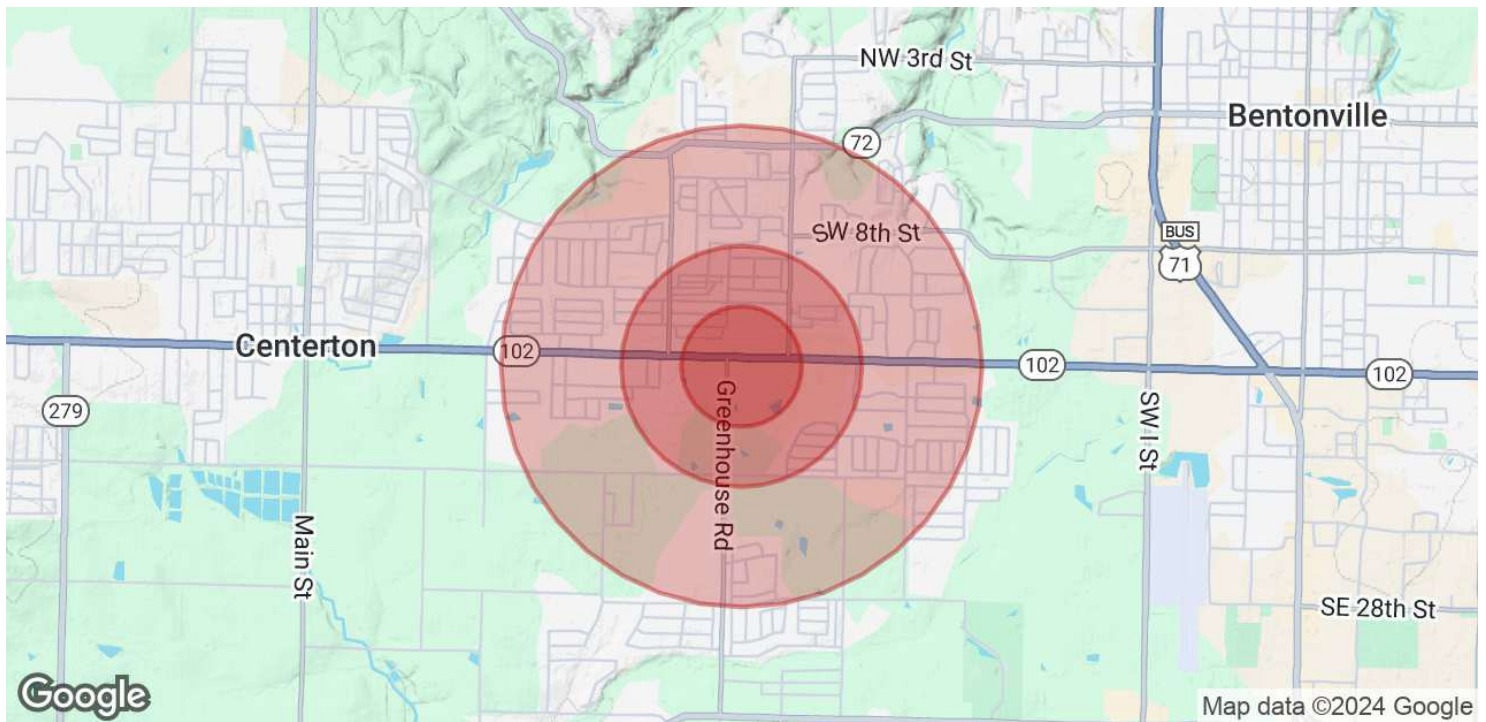 NW 3rd St
Bentonville
72
SW 8th St
BUS
71
Centerton
102
102
102
279
Greenhouse Rd
SW I St
Main St
SE 28th St
Google
Map data ©2024 Google